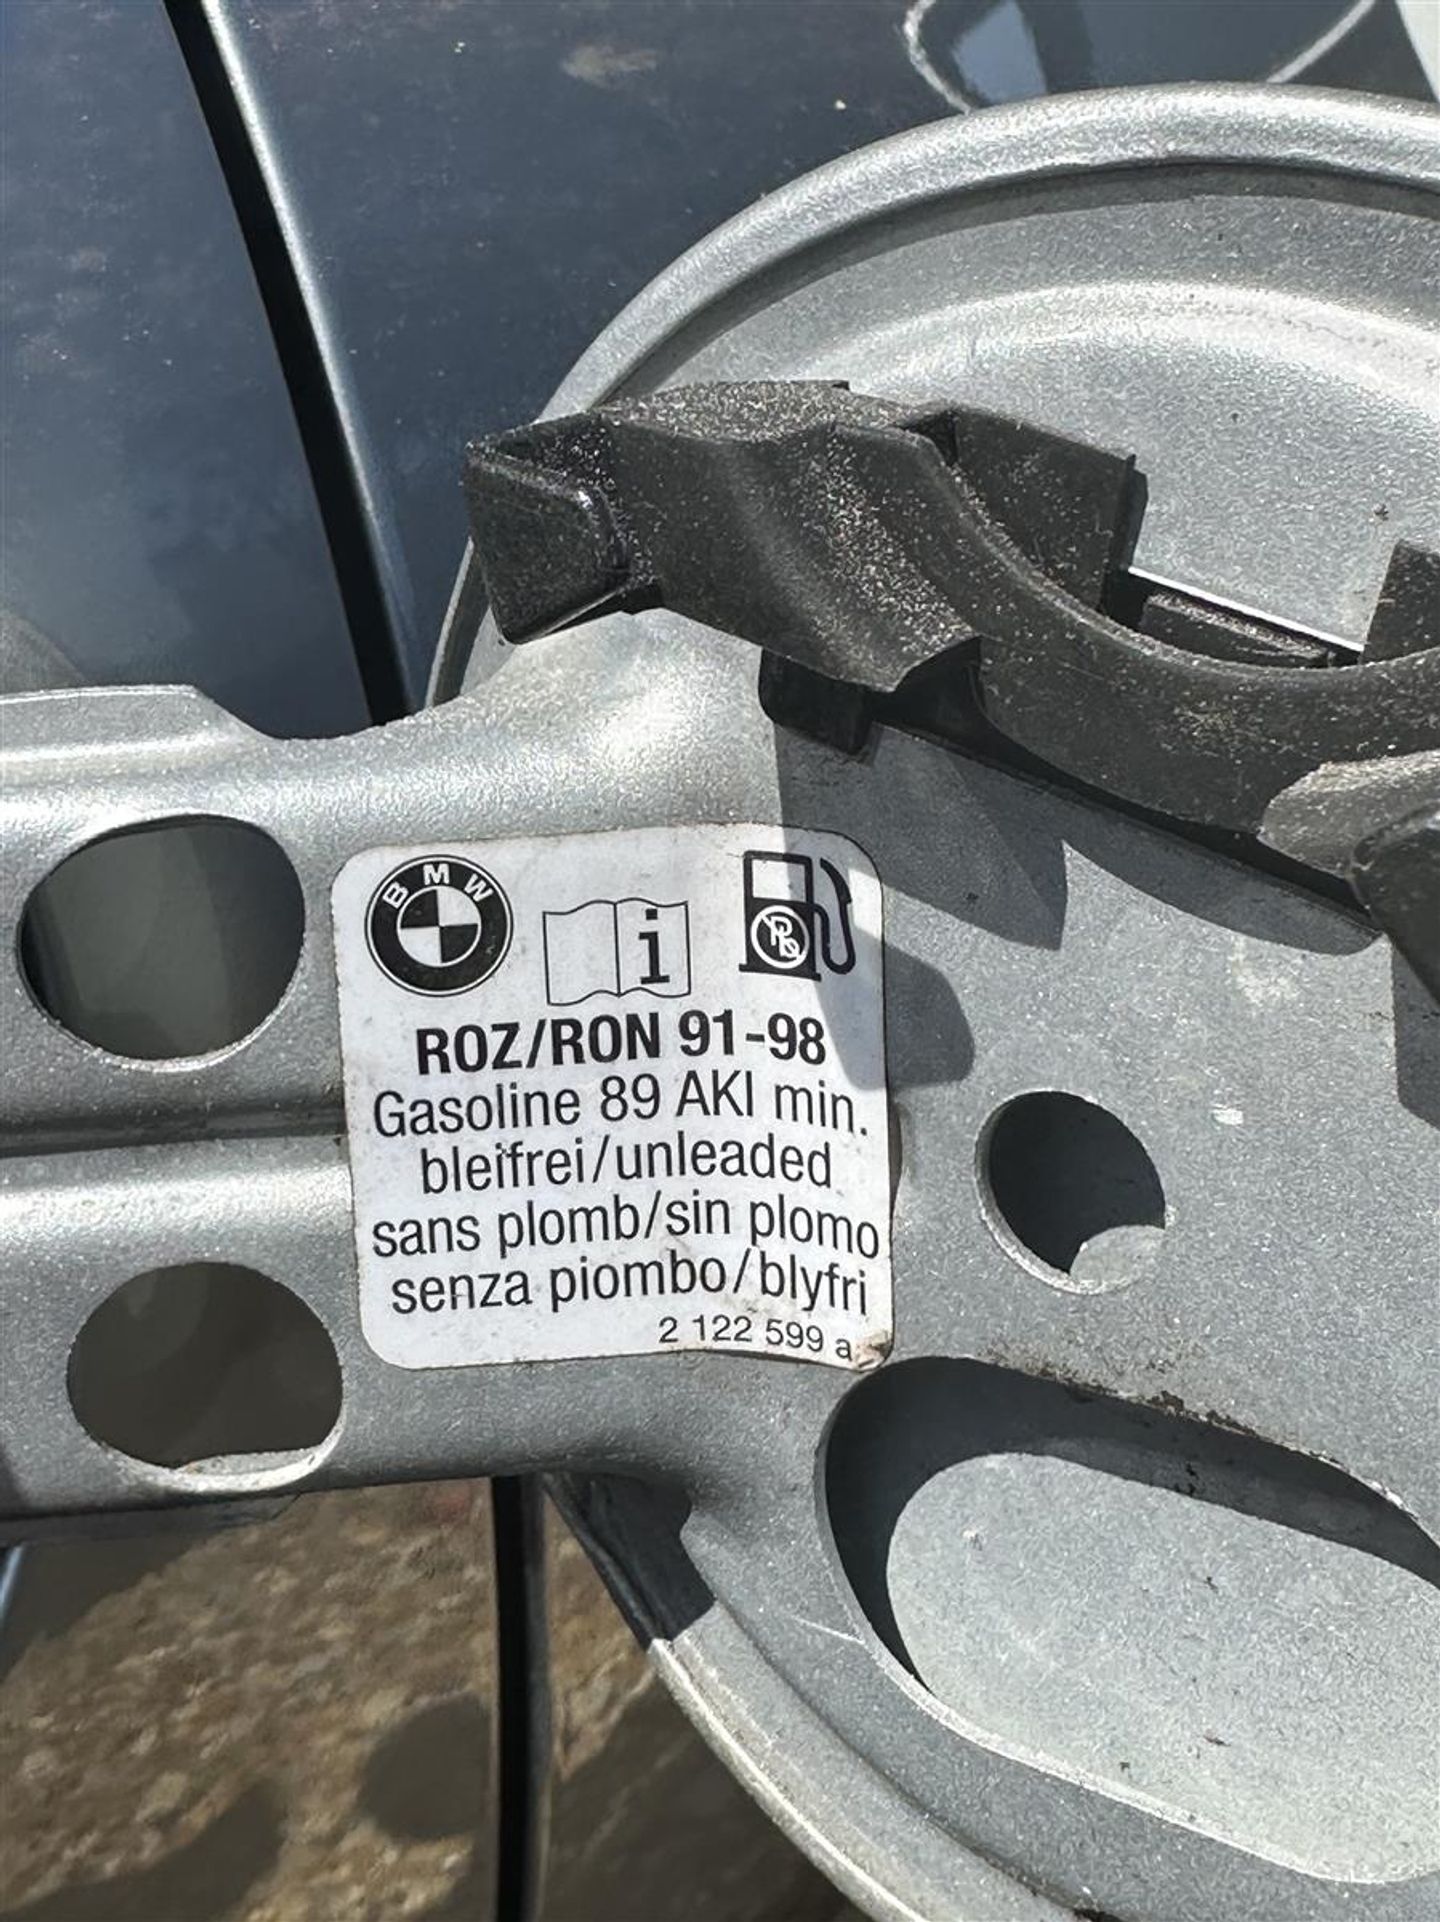 BMW
i
Pb
ROZ/RON 91-98
Gasoline 89 AKI min.
bleifrei/unleaded
sans plomb/sin plomo
senza piombo/blyfri
2 122 599 a